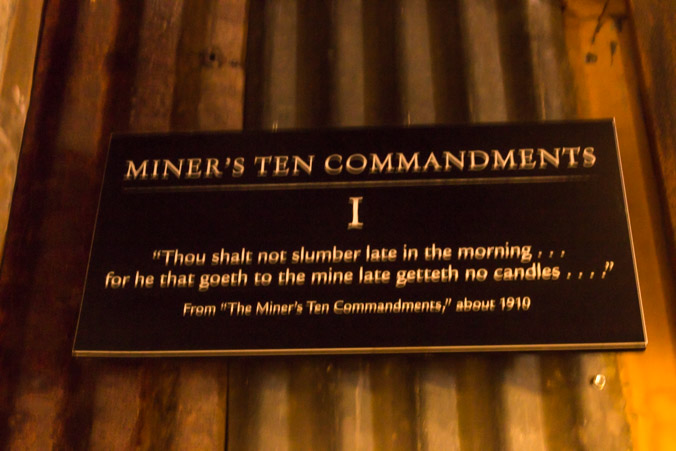 MINER'S TEN COMMANDMENTS
I
"Thou shalt not slumber late in the morning . . .
for he that goeth to the mine late getteth no candles . . . ."
From "The Miner's Ten Commandments," about 1910